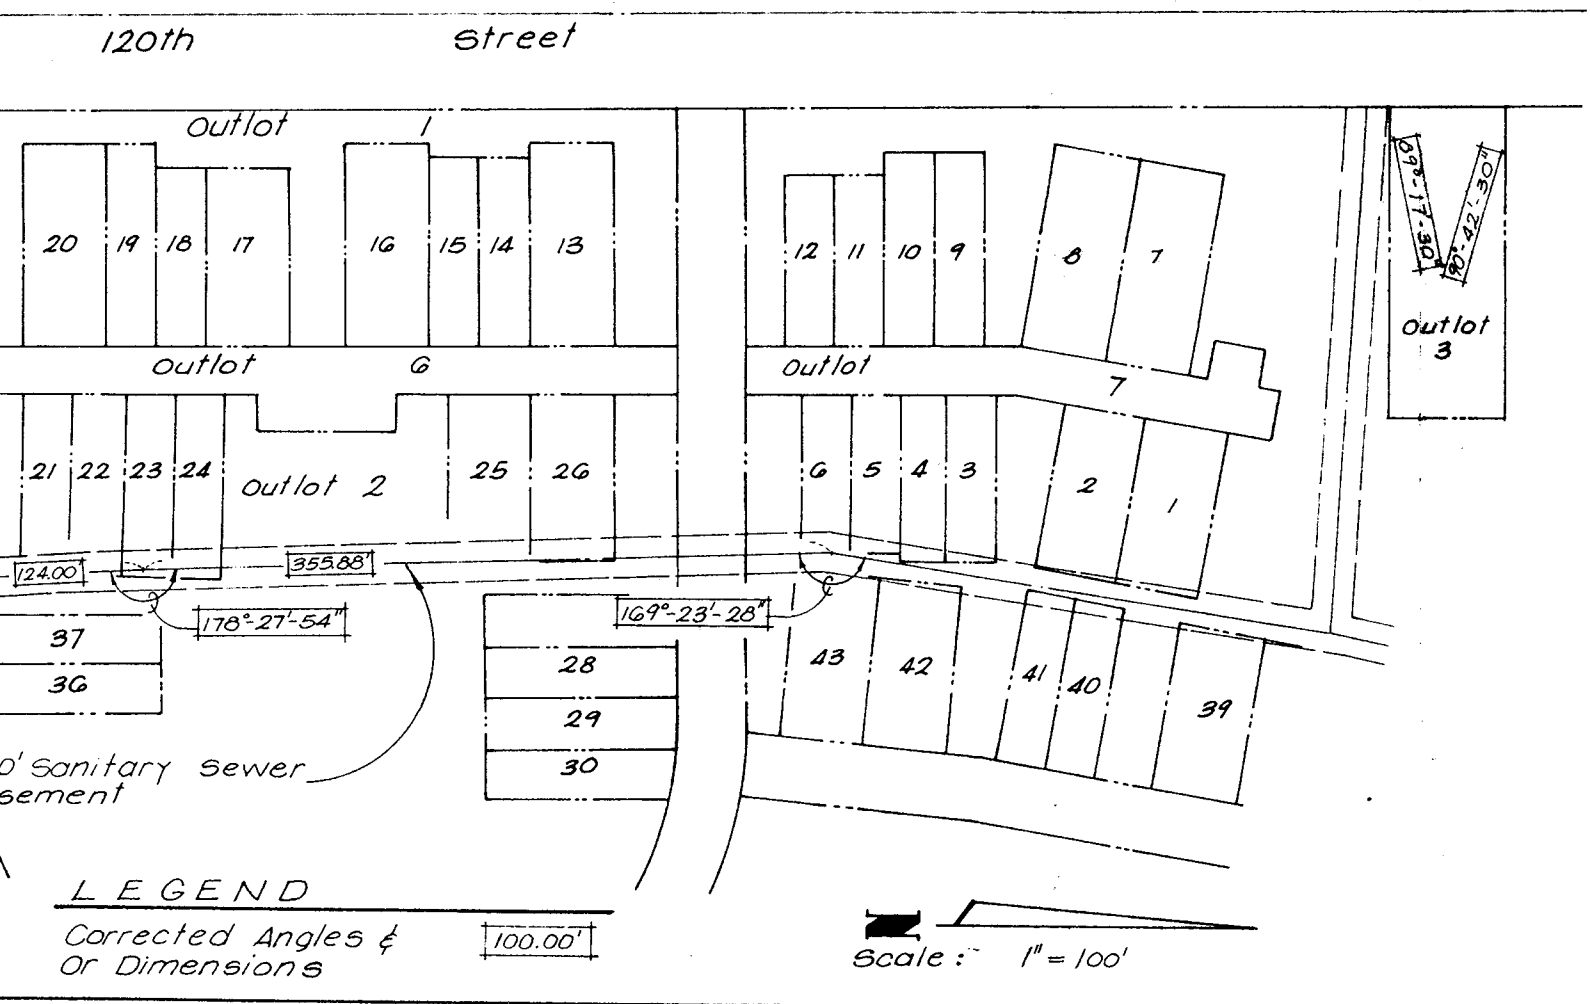 120th Street
Outlot 1
20 19 18 17 16 15 14 13 12 11 10 9 8 7
89°-17'-30"
90°-42'-30"
Outlot
3
Outlot 6
Outlot
7
21 22 23 24 Outlot 2 25 26 6 5 4 3 2 1
124.00'
355.88'
178°-27'-54"
169°-23'-28"
37
36
28
29
30
43 42 41 40 39
0' Sanitary Sewer
sement
LEGEND
Corrected Angles &
Or Dimensions
100.00'
N
Scale: 1" = 100'